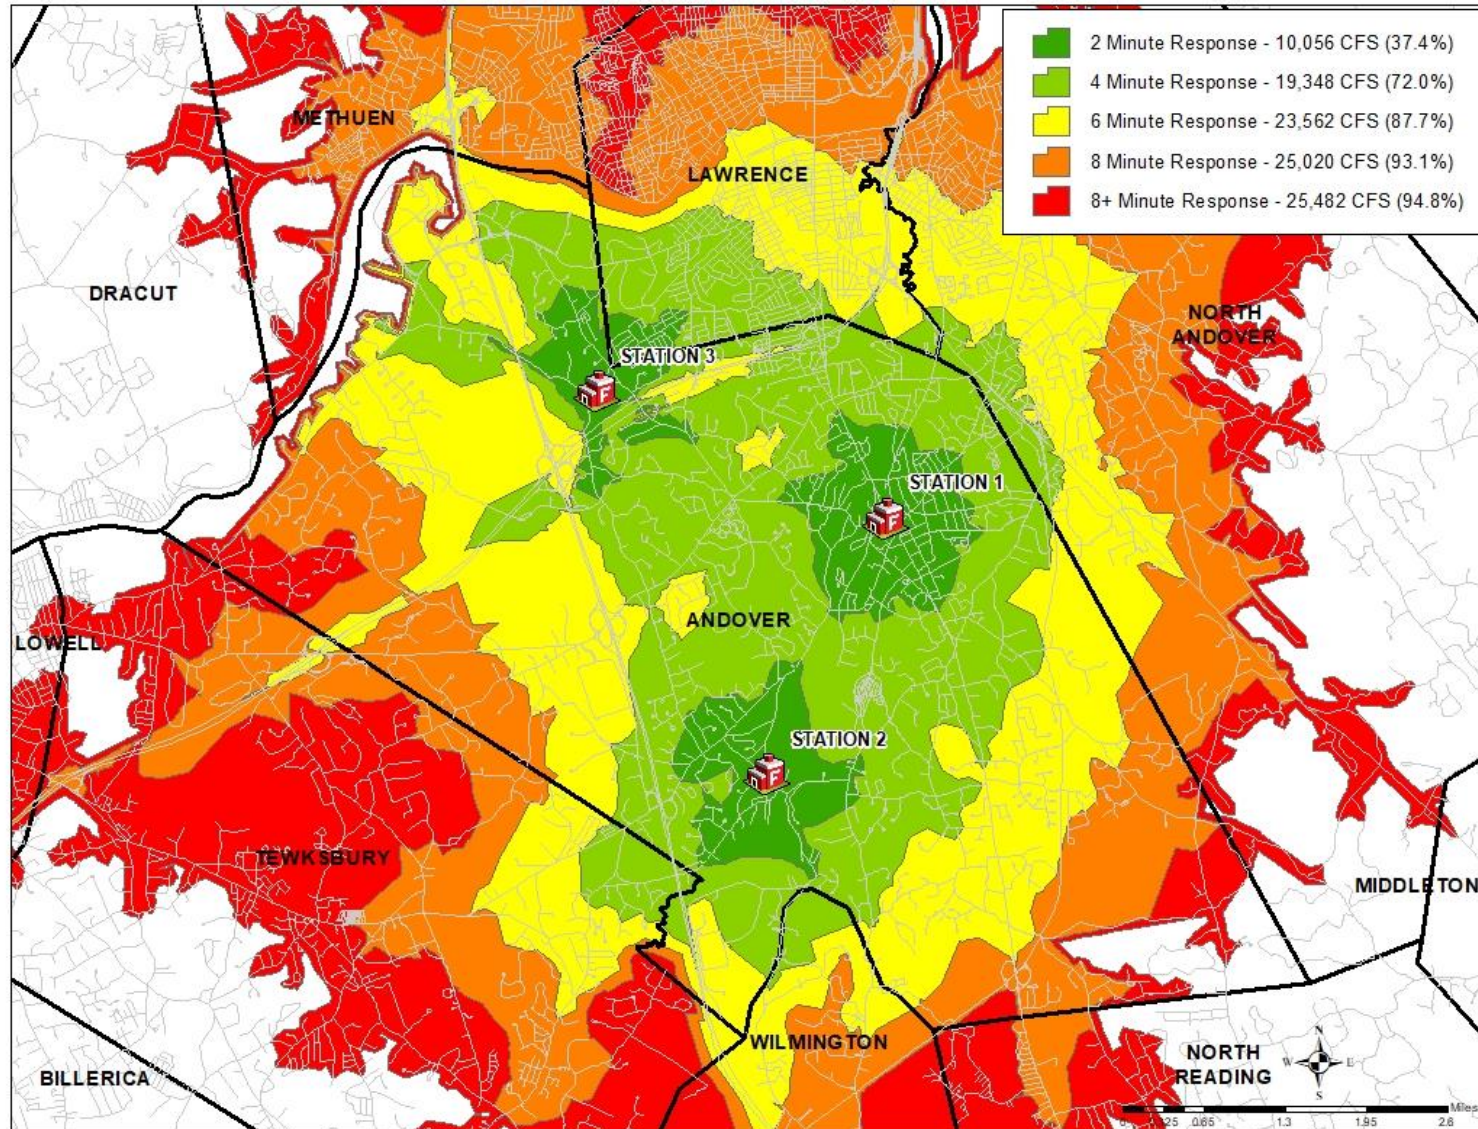 2 Minute Response - 10,056 CFS (37.4%)
4 Minute Response - 19,348 CFS (72.0%)
6 Minute Response - 23,562 CFS (87.7%)
8 Minute Response - 25,020 CFS (93.1%)
8+ Minute Response - 25,482 CFS (94.8%)
METHUEN
LAWRENCE
DRACUT
NORTH
ANDOVER
STATION 3
F
STATION 1
F
ANDOVER
LOWELL
STATION 2
F
TEWKSBURY
MIDDLETON
WILMINGTON
NORTH
READING
BILLERICA
N
W E
S
Miles
0.65 1.3 1.95 2.6